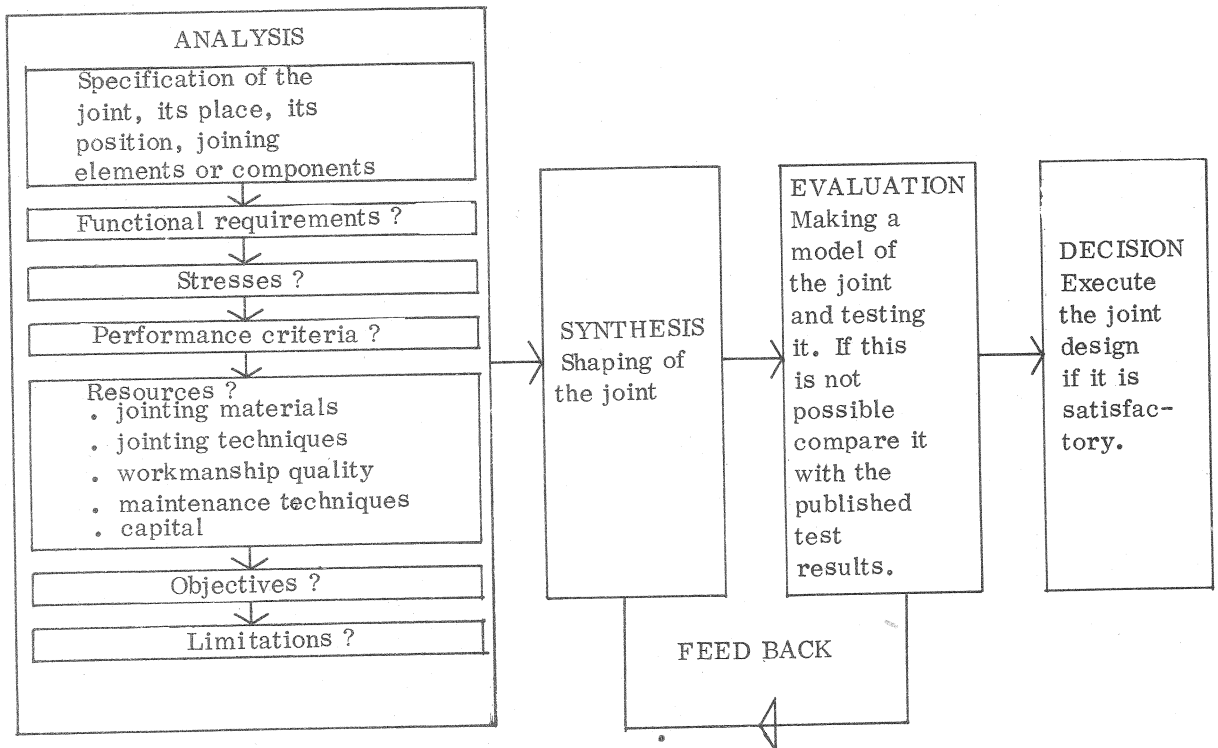 ANALYSIS
Specification of the
joint, its place, its
position, joining
elements or components
Functional requirements ?
Stresses ?
Performance criteria ?
Resources ?
. jointing materials
. jointing techniques
. workmanship quality
. maintenance techniques
. capital
Objectives ?
Limitations ?
SYNTHESIS
Shaping of
the joint
EVALUATION
Making a
model of
the joint
and testing
it. If this
is not
possible
compare it
with the
published
test
results.
DECISION
Execute
the joint
design
if it is
satisfac-
tory.
FEED BACK